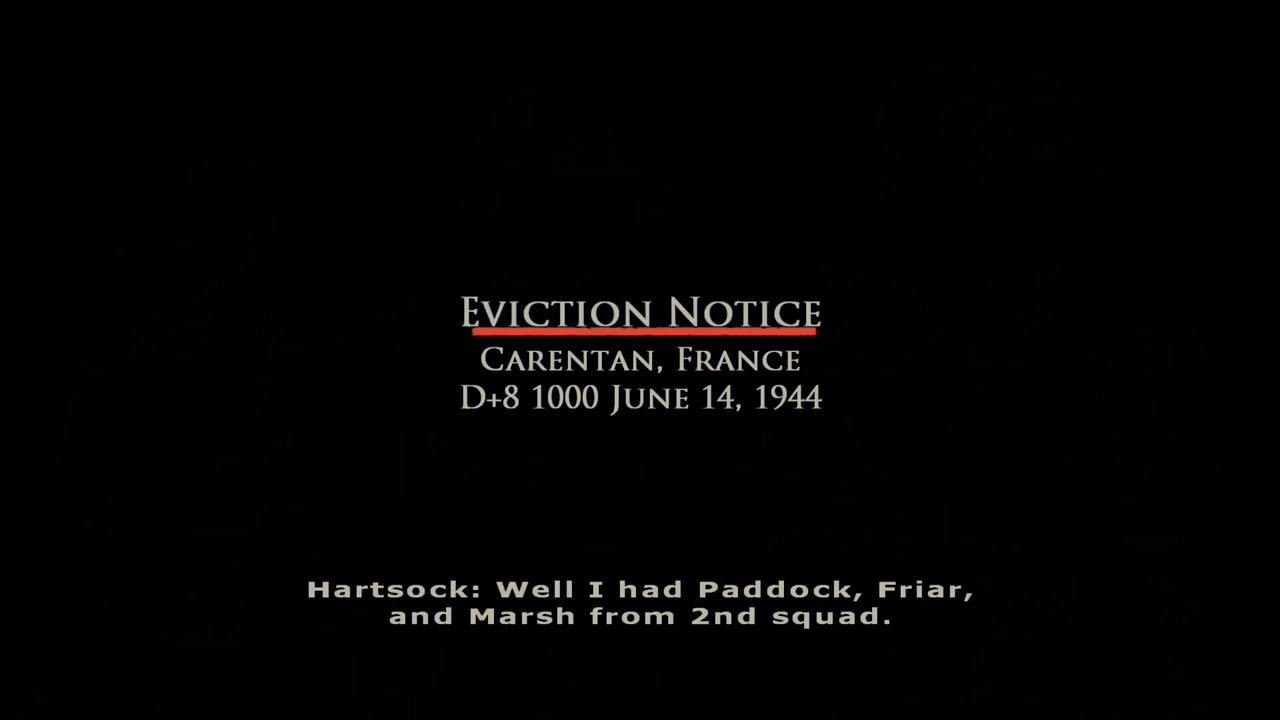 Eviction Notice
Carentan, France
D+8 1000 June 14, 1944
Hartsock: Well I had Paddock, Friar,
and Marsh from 2nd squad.